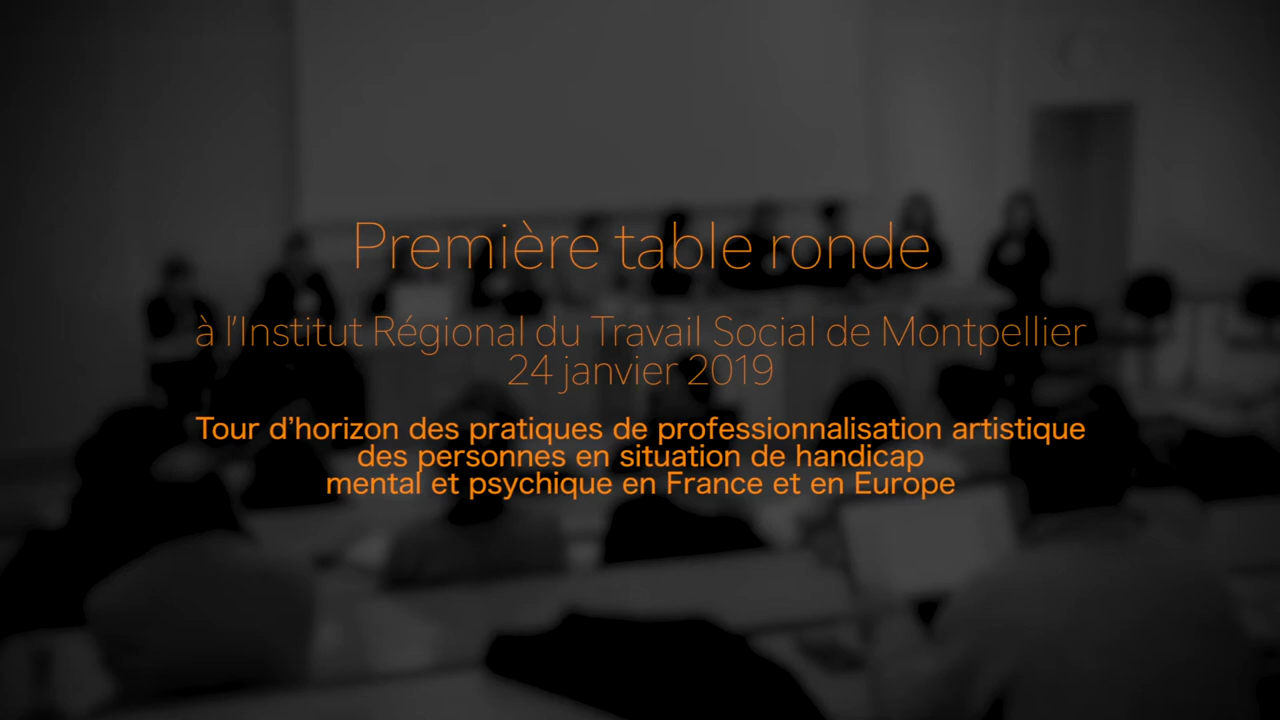 Première table ronde
à l'Institut Régional du Travail Social de Montpellier
24 janvier 2019
Tour d'horizon des pratiques de professionnalisation artistique
des personnes en situation de handicap
mental et psychique en France et en Europe